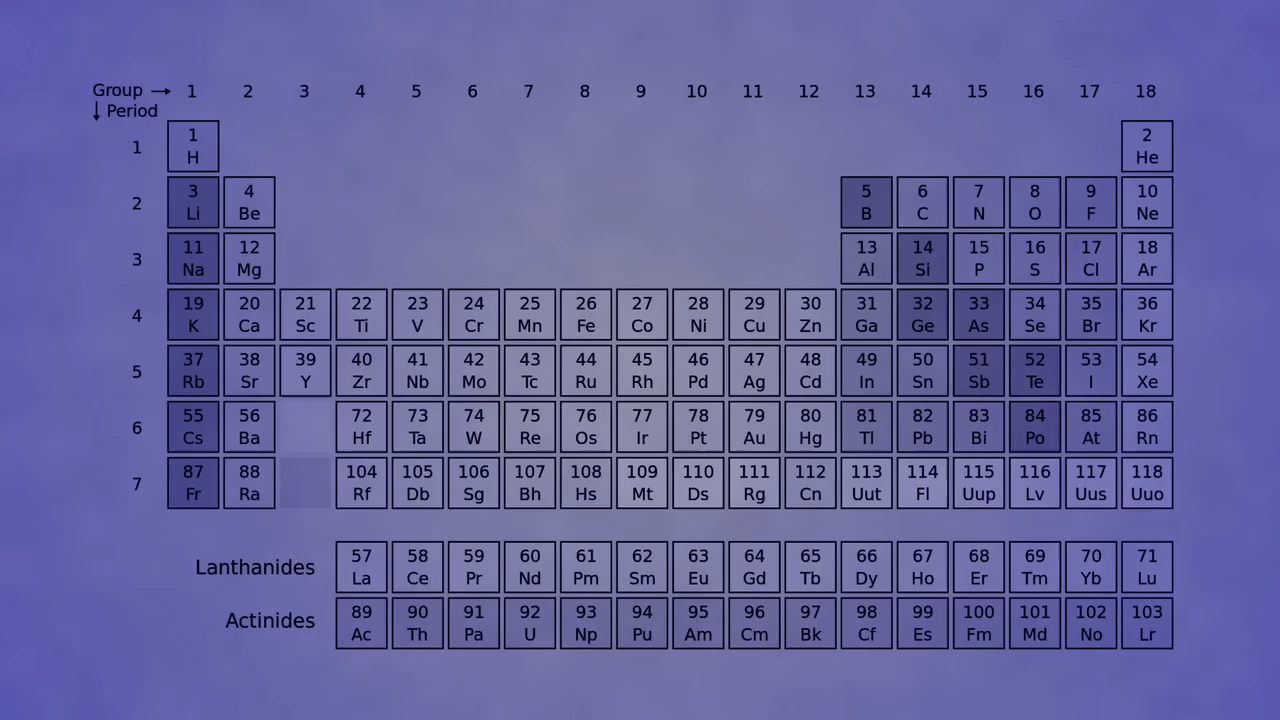 Group → 1 2 3 4 5 6 7 8 9 10 11 12 13 14 15 16 17 18
↓ Period
1 1 2
H He
2 3 4 5 6 7 8 9 10
Li Be B C N O F Ne
3 11 12 13 14 15 16 17 18
Na Mg Al Si P S Cl Ar
4 19 20 21 22 23 24 25 26 27 28 29 30 31 32 33 34 35 36
K Ca Sc Ti V Cr Mn Fe Co Ni Cu Zn Ga Ge As Se Br Kr
5 37 38 39 40 41 42 43 44 45 46 47 48 49 50 51 52 53 54
Rb Sr Y Zr Nb Mo Tc Ru Rh Pd Ag Cd In Sn Sb Te I Xe
6 55 56 72 73 74 75 76 77 78 79 80 81 82 83 84 85 86
Cs Ba Hf Ta W Re Os Ir Pt Au Hg Tl Pb Bi Po At Rn
7 87 88 104 105 106 107 108 109 110 111 112 113 114 115 116 117 118
Fr Ra Rf Db Sg Bh Hs Mt Ds Rg Cn Uut Fl Uup Lv Uus Uuo
Lanthanides 57 58 59 60 61 62 63 64 65 66 67 68 69 70 71
La Ce Pr Nd Pm Sm Eu Gd Tb Dy Ho Er Tm Yb Lu
Actinides 89 90 91 92 93 94 95 96 97 98 99 100 101 102 103
Ac Th Pa U Np Pu Am Cm Bk Cf Es Fm Md No Lr